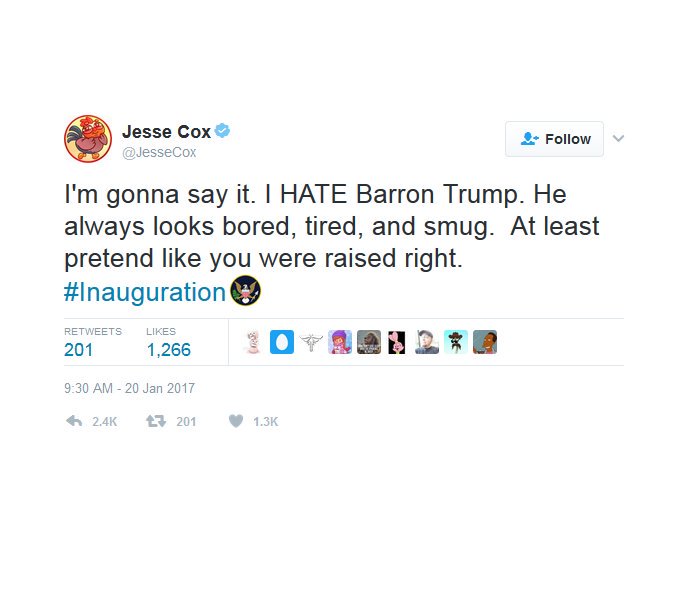 Jesse Cox
@JesseCox
Follow
I'm gonna say it. I HATE Barron Trump. He
always looks bored, tired, and smug.  At least
pretend like you were raised right.
#Inauguration
RETWEETS LIKES
201 1,266
9:30 AM - 20 Jan 2017
2.4K 201 1.3K